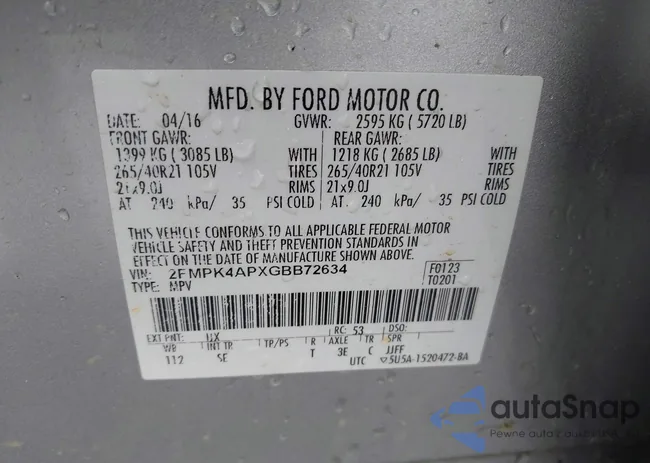 MFD. BY FORD MOTOR CO.
DATE: 04/16 GVWR: 2595 KG ( 5720 LB)
FRONT GAWR: REAR GAWR:
1399 KG ( 3085 LB) WITH 1218 KG ( 2685 LB) WITH
265/40R21 105V TIRES 265/40R21 105V TIRES
21x9.0J RIMS 21x9.0J RIMS
AT 240 kPa/ 35 PSI COLD AT 240 kPa/ 35 PSI COLD
THIS VEHICLE CONFORMS TO ALL APPLICABLE FEDERAL MOTOR
VEHICLE SAFETY AND THEFT PREVENTION STANDARDS IN
EFFECT ON THE DATE OF MANUFACTURE SHOWN ABOVE.
VIN: 2FMPK4APXGBB72634 F0123
TYPE: MPV T0201
EXT PNT: UX RC: 53 DSO:
WB INT TR TP/PS R AXLE TR SPR
112 SE T 3E C JJFF
UTC ▽5U5A-1520472-BA
autaSnap
Pewne auta z